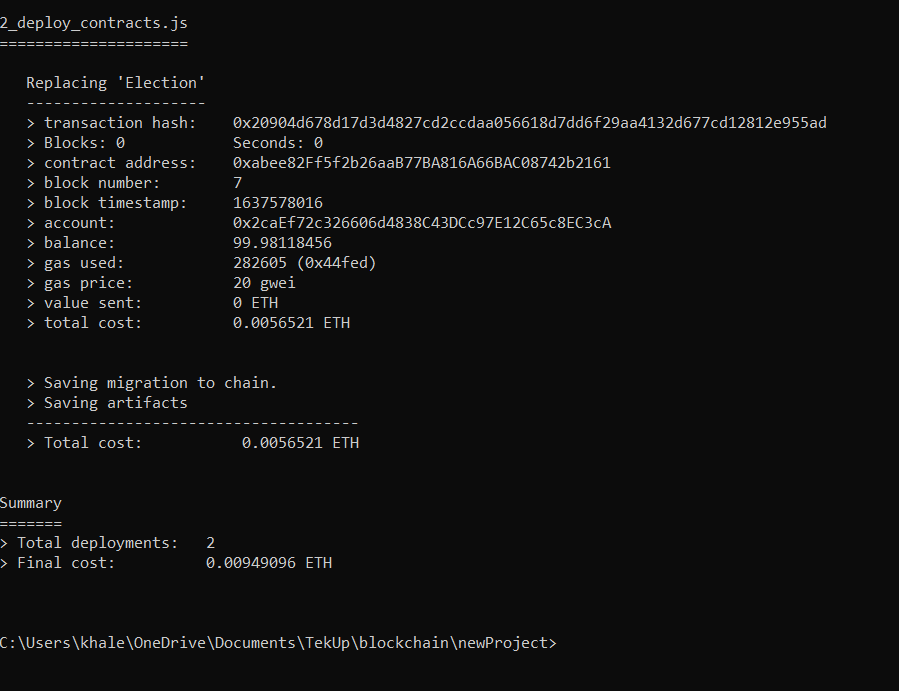 2_deploy_contracts.js
=====================
Replacing 'Election'
--------------------
> transaction hash:    0x20904d678d17d3d4827cd2ccdaa056618d7dd6f29aa4132d677cd12812e955ad
> Blocks: 0            Seconds: 0
> contract address:    0xabee82Ff5f2b26aaB77BA816A66BAC08742b2161
> block number:        7
> block timestamp:     1637578016
> account:             0x2caEf72c326606d4838C43DCc97E12C65c8EC3cA
> balance:             99.98118456
> gas used:            282605 (0x44fed)
> gas price:           20 gwei
> value sent:          0 ETH
> total cost:          0.0056521 ETH
> Saving migration to chain.
> Saving artifacts
-------------------------------------
> Total cost:           0.0056521 ETH
Summary
=======
> Total deployments:   2
> Final cost:          0.00949096 ETH
C:\Users\khale\OneDrive\Documents\TekUp\blockchain\newProject>